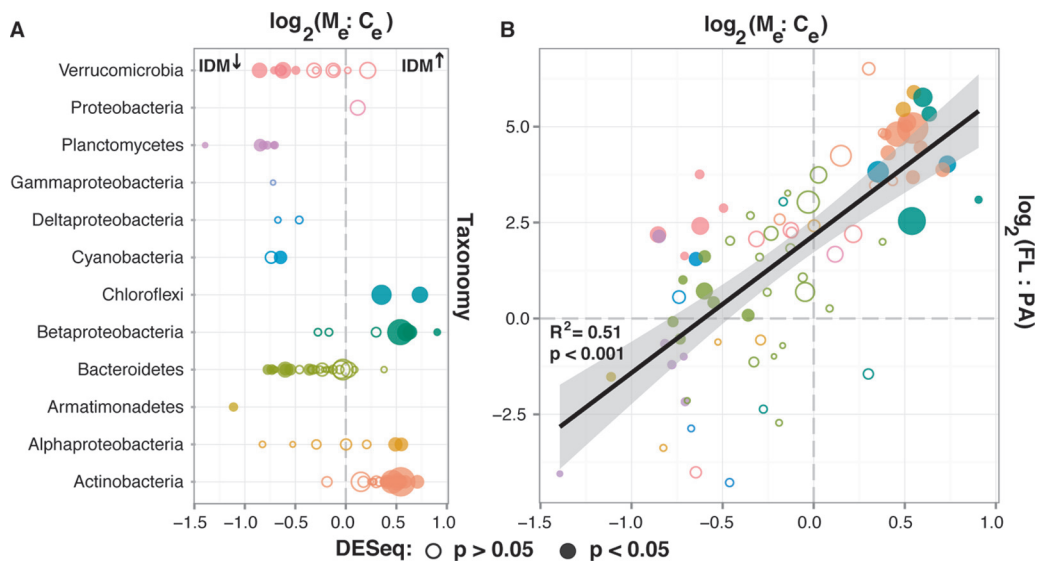 A
log2(Me: Ce)
IDM↓
IDM↑
Verrucomicrobia
Proteobacteria
Planctomycetes
Gammaproteobacteria
Deltaproteobacteria
Cyanobacteria
Chloroflexi
Betaproteobacteria
Bacteroidetes
Armatimonadetes
Alphaproteobacteria
Actinobacteria
Taxonomy
−1.5 −1.0 −0.5 0.0 0.5 1.0
B
log2(Me: Ce)
5.0
2.5
0.0
−2.5
R2= 0.51
p < 0.001
log2(FL : PA)
−1.5 −1.0 −0.5 0.0 0.5 1.0
DESeq: p > 0.05 p < 0.05